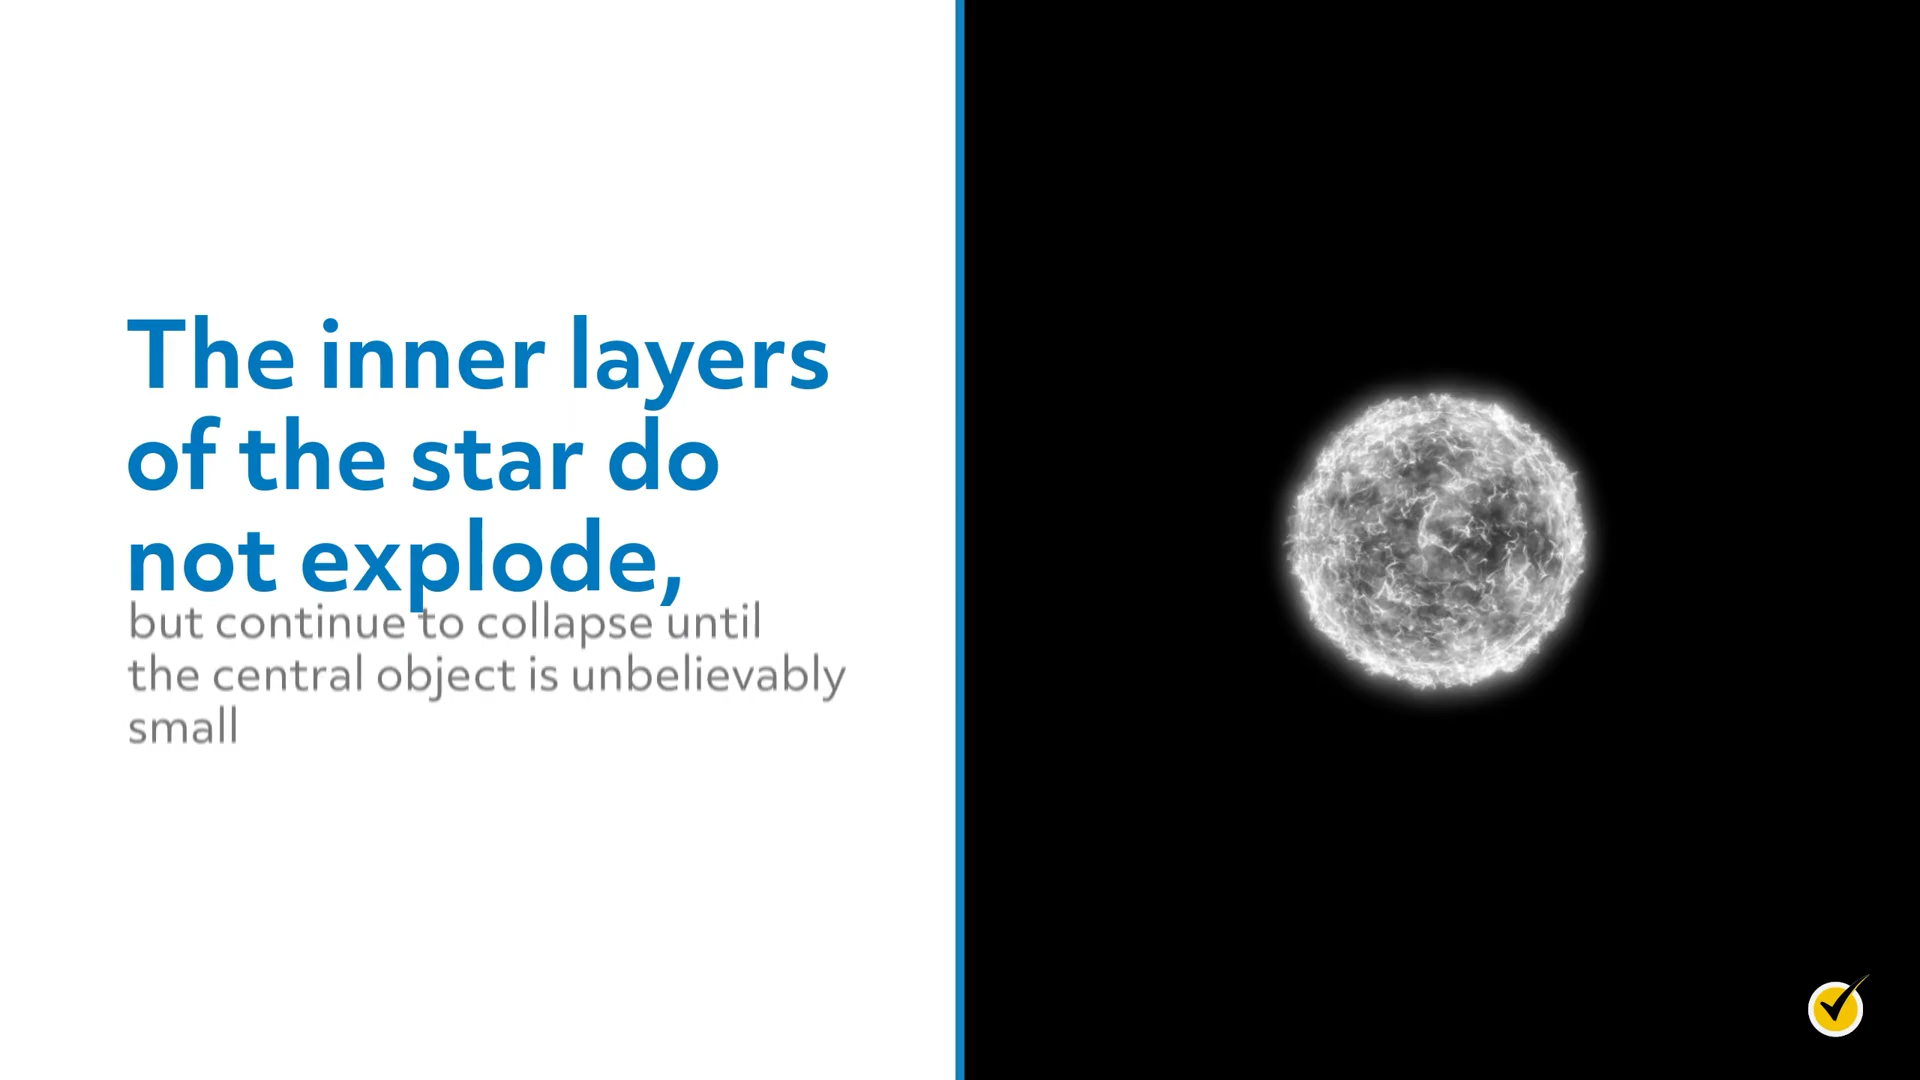 The inner layers
of the star do
not explode,
but continue to collapse until
the central object is unbelievably
small